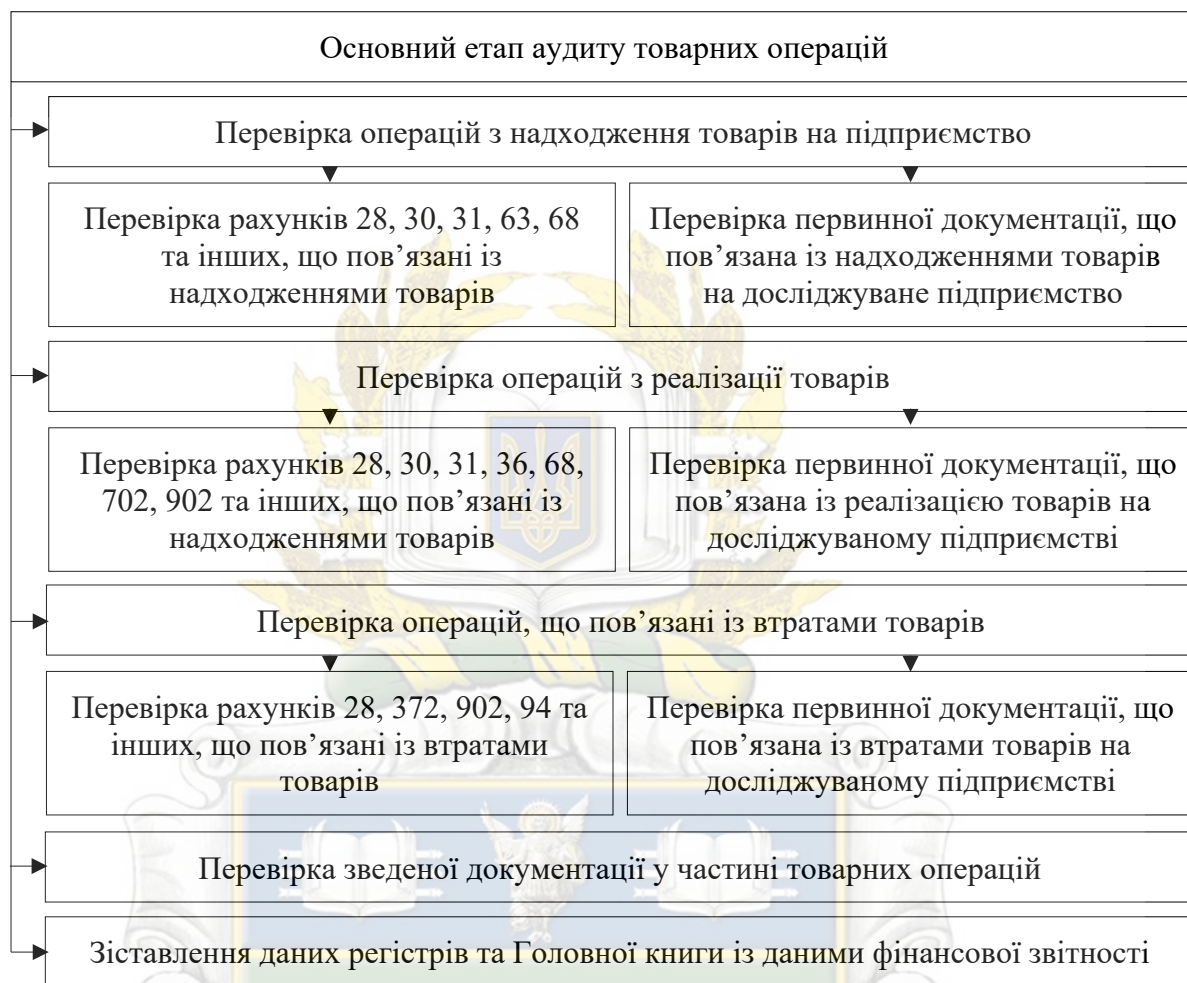 Основний етап аудиту товарних операцій
Перевірка операцій з надходження товарів на підприємство
Перевірка рахунків 28, 30, 31, 63, 68
та інших, що пов’язані із
надходженнями товарів
Перевірка первинної документації, що
пов’язана із надходженнями товарів
на досліджуване підприємство
Перевірка операцій з реалізації товарів
Перевірка рахунків 28, 30, 31, 36, 68,
702, 902 та інших, що пов’язані із
надходженнями товарів
Перевірка первинної документації, що
пов’язана із реалізацією товарів на
досліджуваному підприємстві
Перевірка операцій, що пов’язані із втратами товарів
Перевірка рахунків 28, 372, 902, 94 та
інших, що пов’язані із втратами
товарів
Перевірка первинної документації, що
пов’язана із втратами товарів на
досліджуваному підприємстві
Перевірка зведеної документації у частині товарних операцій
Зіставлення даних регістрів та Головної книги із даними фінансової звітності